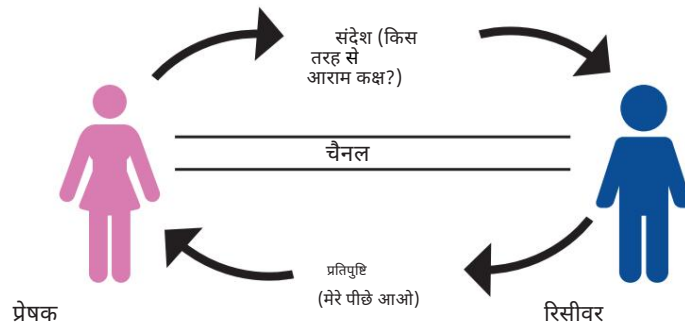 संदेश (किस
तरह से
आराम कक्ष?)
चैनल
प्रतिपुष्टि
(मेरे पीछे आओ)
प्रेषक
रिसीवर